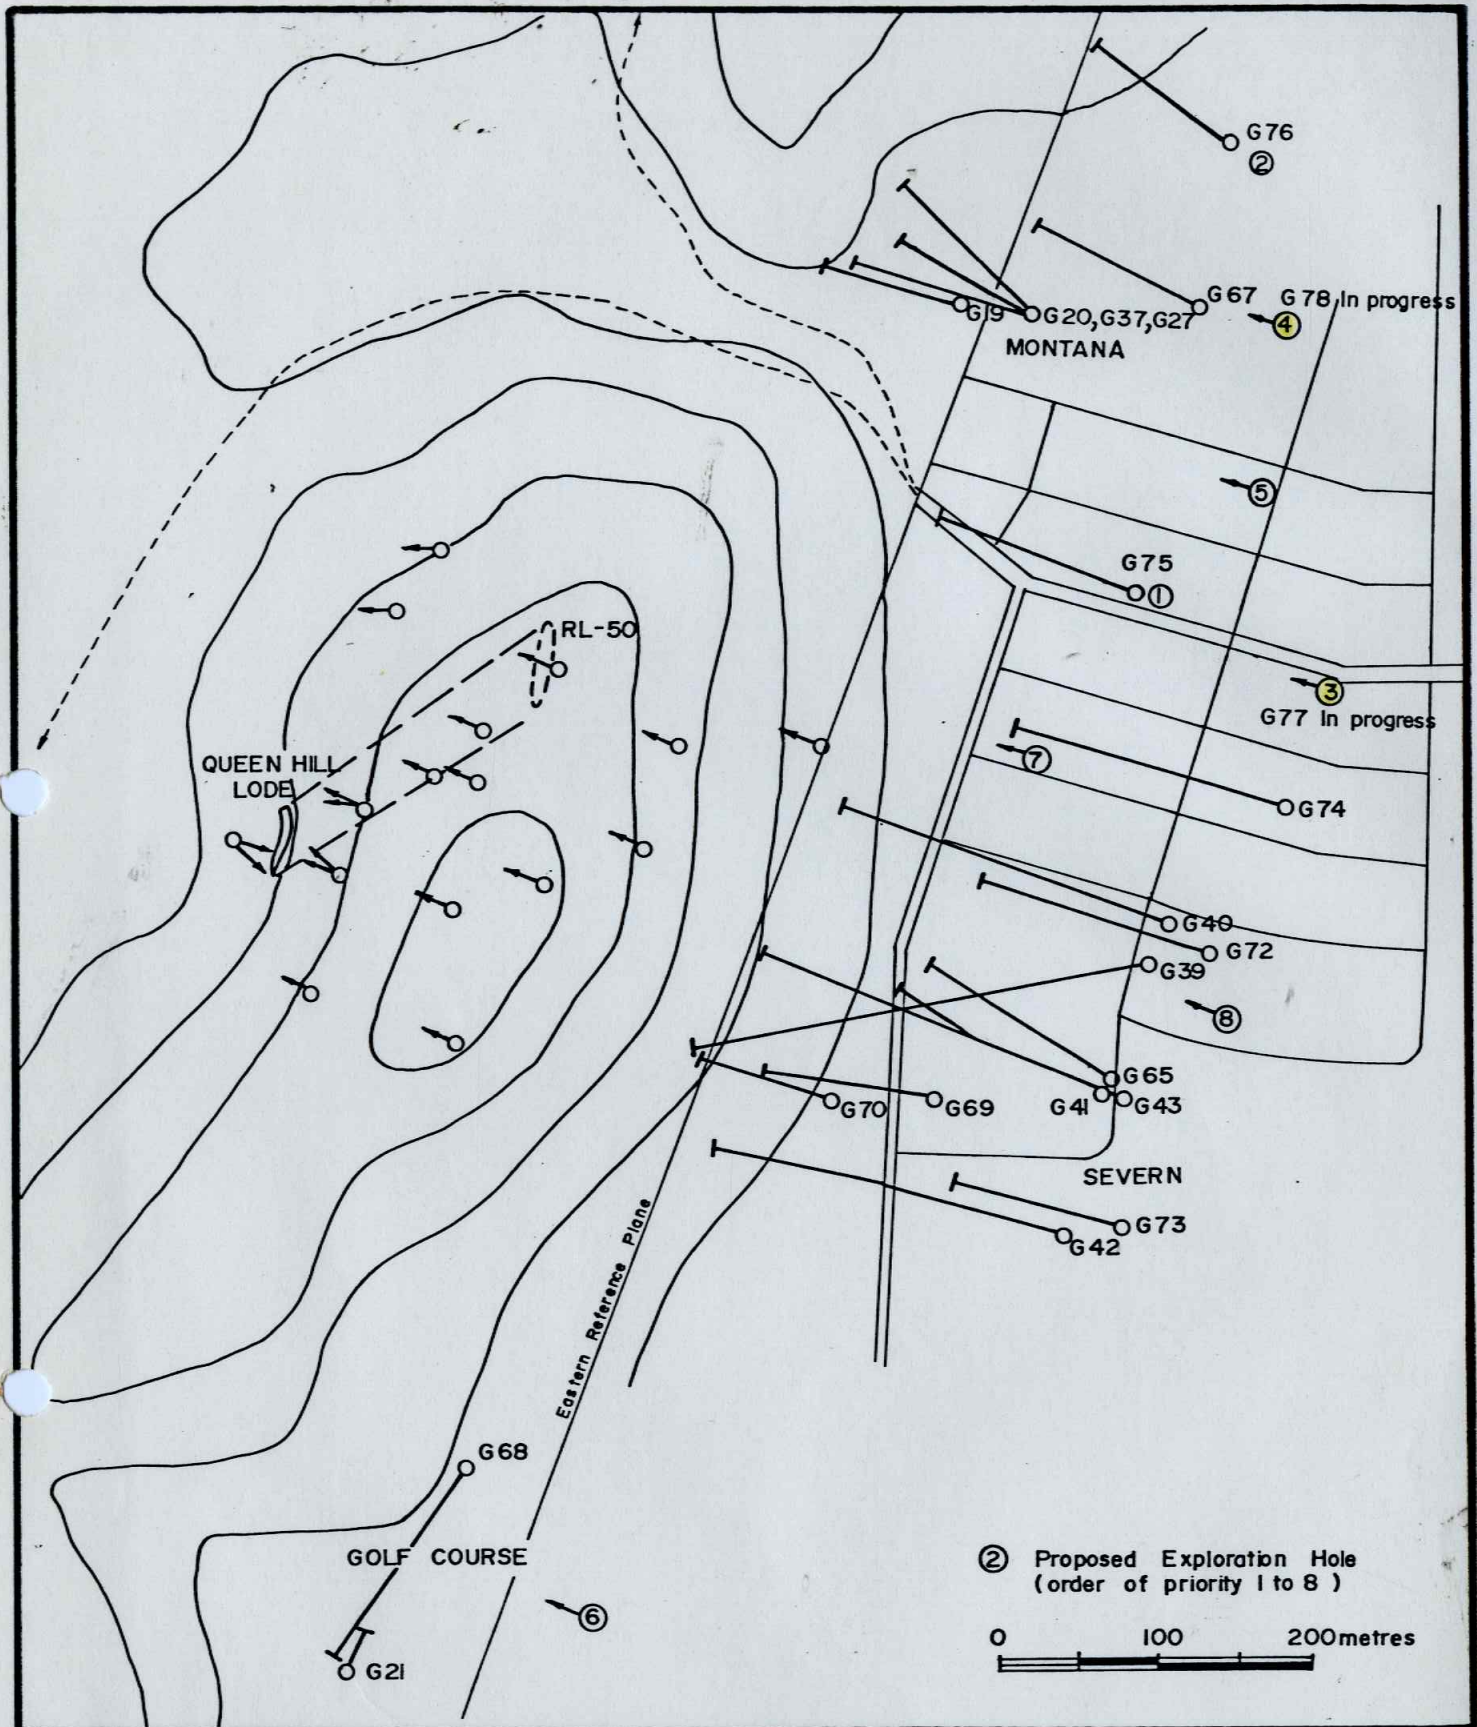 G76
②
G67
G78 In progress
④
G19
G20,G37,G27
MONTANA
⑤
G75
①
RL-50
③
G77 In progress
QUEEN HILL
LODE
⑦
G74
G40
G72
G39
⑧
G65
G41
G43
G70
G69
SEVERN
G73
G42
Eastern Reference Plane
G68
GOLF COURSE
⑥
G21
② Proposed Exploration Hole
(order of priority 1 to 8)
0 100 200 metres